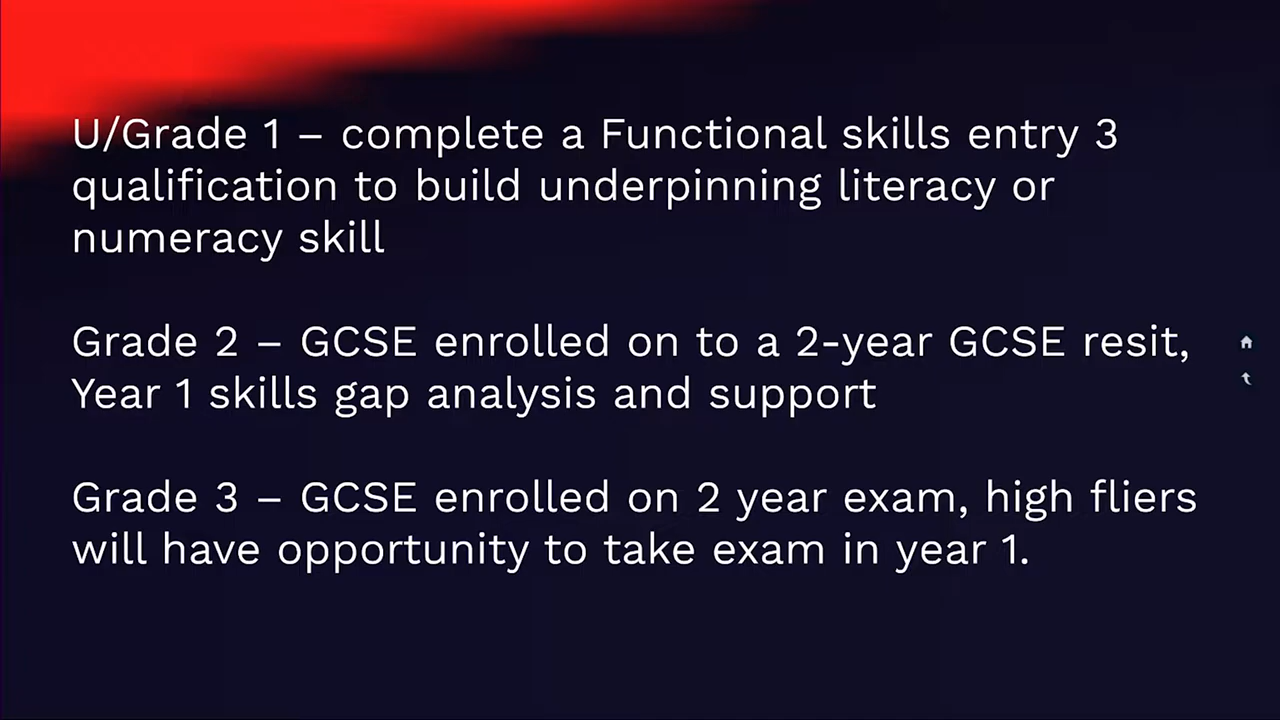 U/Grade 1 – complete a Functional skills entry 3
qualification to build underpinning literacy or
numeracy skill
Grade 2 – GCSE enrolled on to a 2-year GCSE resit,
Year 1 skills gap analysis and support
Grade 3 – GCSE enrolled on 2 year exam, high fliers
will have opportunity to take exam in year 1.